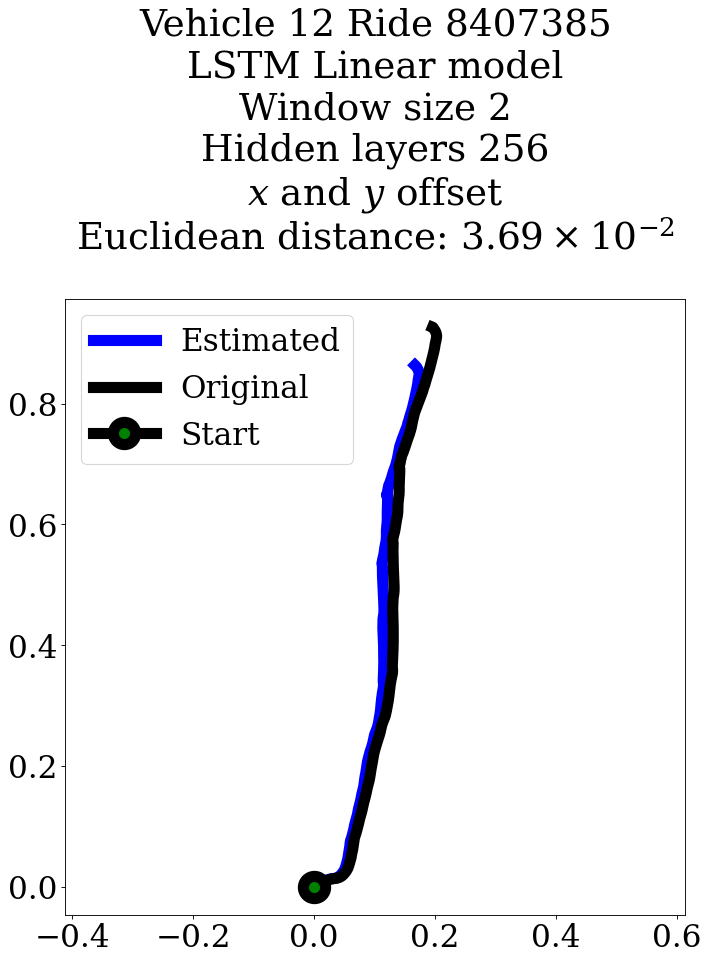 Vehicle 12 Ride 8407385
LSTM Linear model
Window size 2
Hidden layers 256
x and y offset
Euclidean distance: 3.69 × 10⁻²
Estimated
Original
Start
0.8
0.6
0.4
0.2
0.0
−0.4 −0.2 0.0 0.2 0.4 0.6